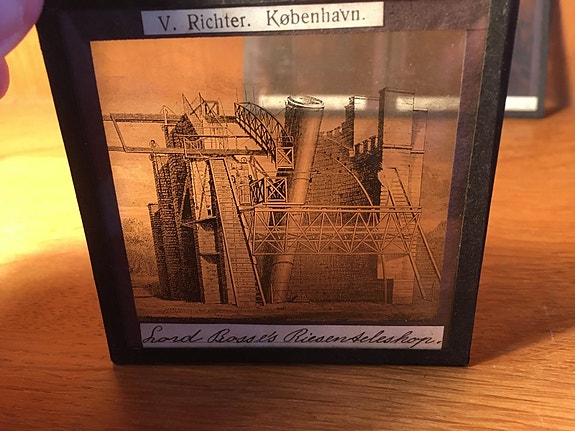 V. Richter. København.
Lord Rosse's Riesenteleskop.